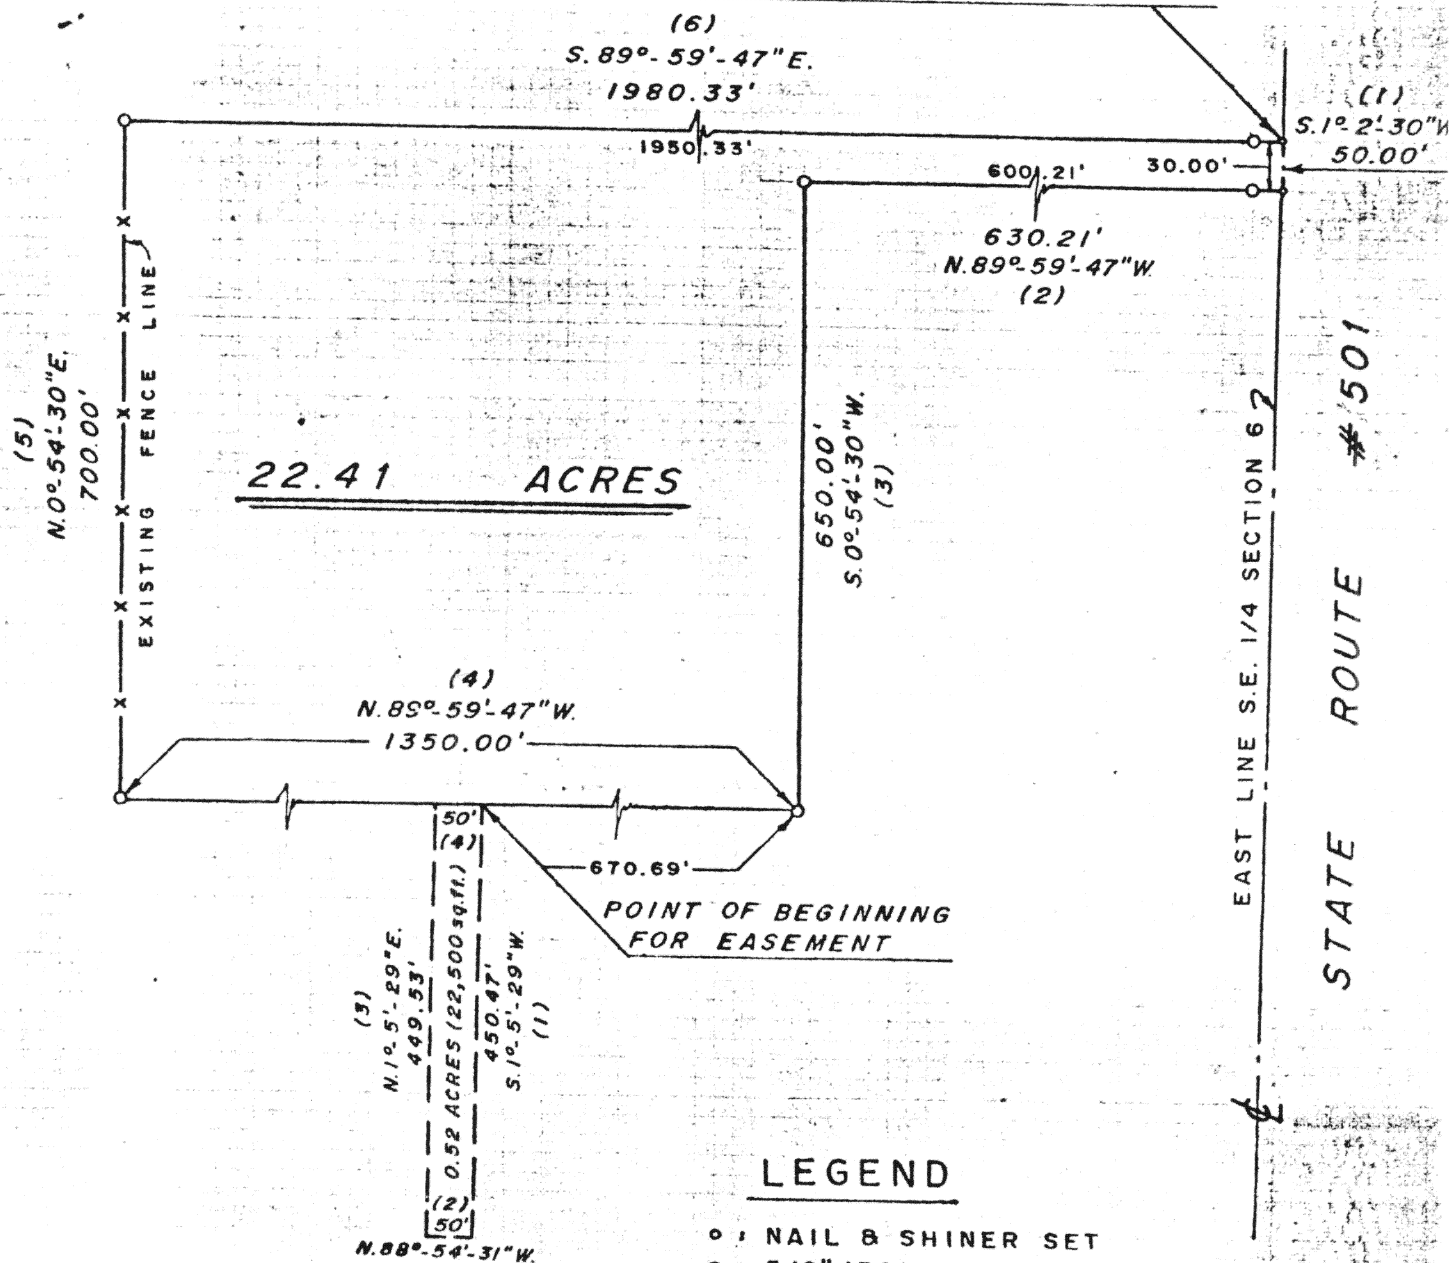 (6)
S.89°-59'-47"E.
1980.33'
1950.33'
(1)
S.1°-2'-30"W
50.00'
30.00'
600.21'
630.21'
N.89°-59'-47"W.
(2)
(5)
N.0°-54'-30"E.
700.00'
EXISTING FENCE LINE
22.41 ACRES
650.00'
S.0°-54'-30"W.
(3)
EAST LINE S.E. 1/4 SECTION 6
STATE ROUTE #501
(4)
N.89°-59'-47"W.
1350.00'
50'
(4)
670.69'
POINT OF BEGINNING
FOR EASEMENT
(3)
N.1°-5'-29"E.
449.53'
0.52 ACRES (22,500 sq.ft.)
450.47'
S.1°-5'-29"W.
(1)
(2)
50'
N.88°-54'-31"W.
LEGEND
NAIL & SHINER SET